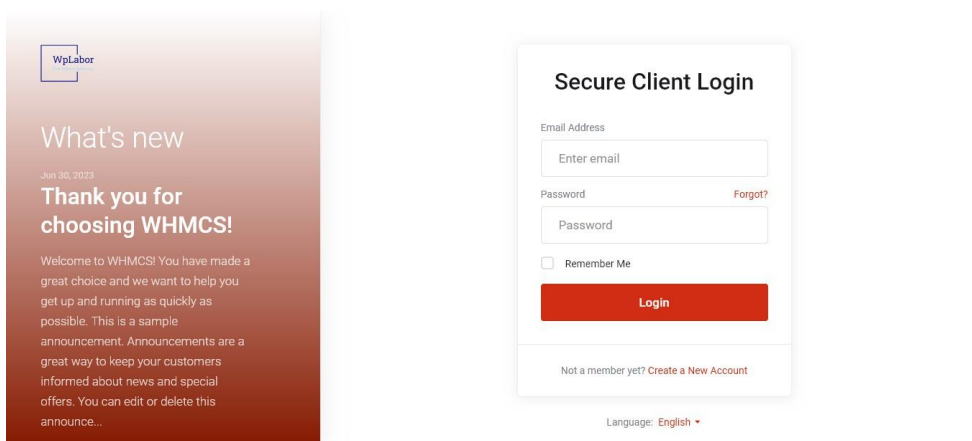 WpLabor
What's new
Jun 30, 2023
Thank you for
choosing WHMCS!
Welcome to WHMCS! You have made a
great choice and we want to help you
get up and running as quickly as
possible. This is a sample
announcement. Announcements are a
great way to keep your customers
informed about news and special
offers. You can edit or delete this
announce...
Secure Client Login
Email Address
Enter email
Password
Forgot?
Password
Remember Me
Login
Not a member yet? Create a New Account
Language: English